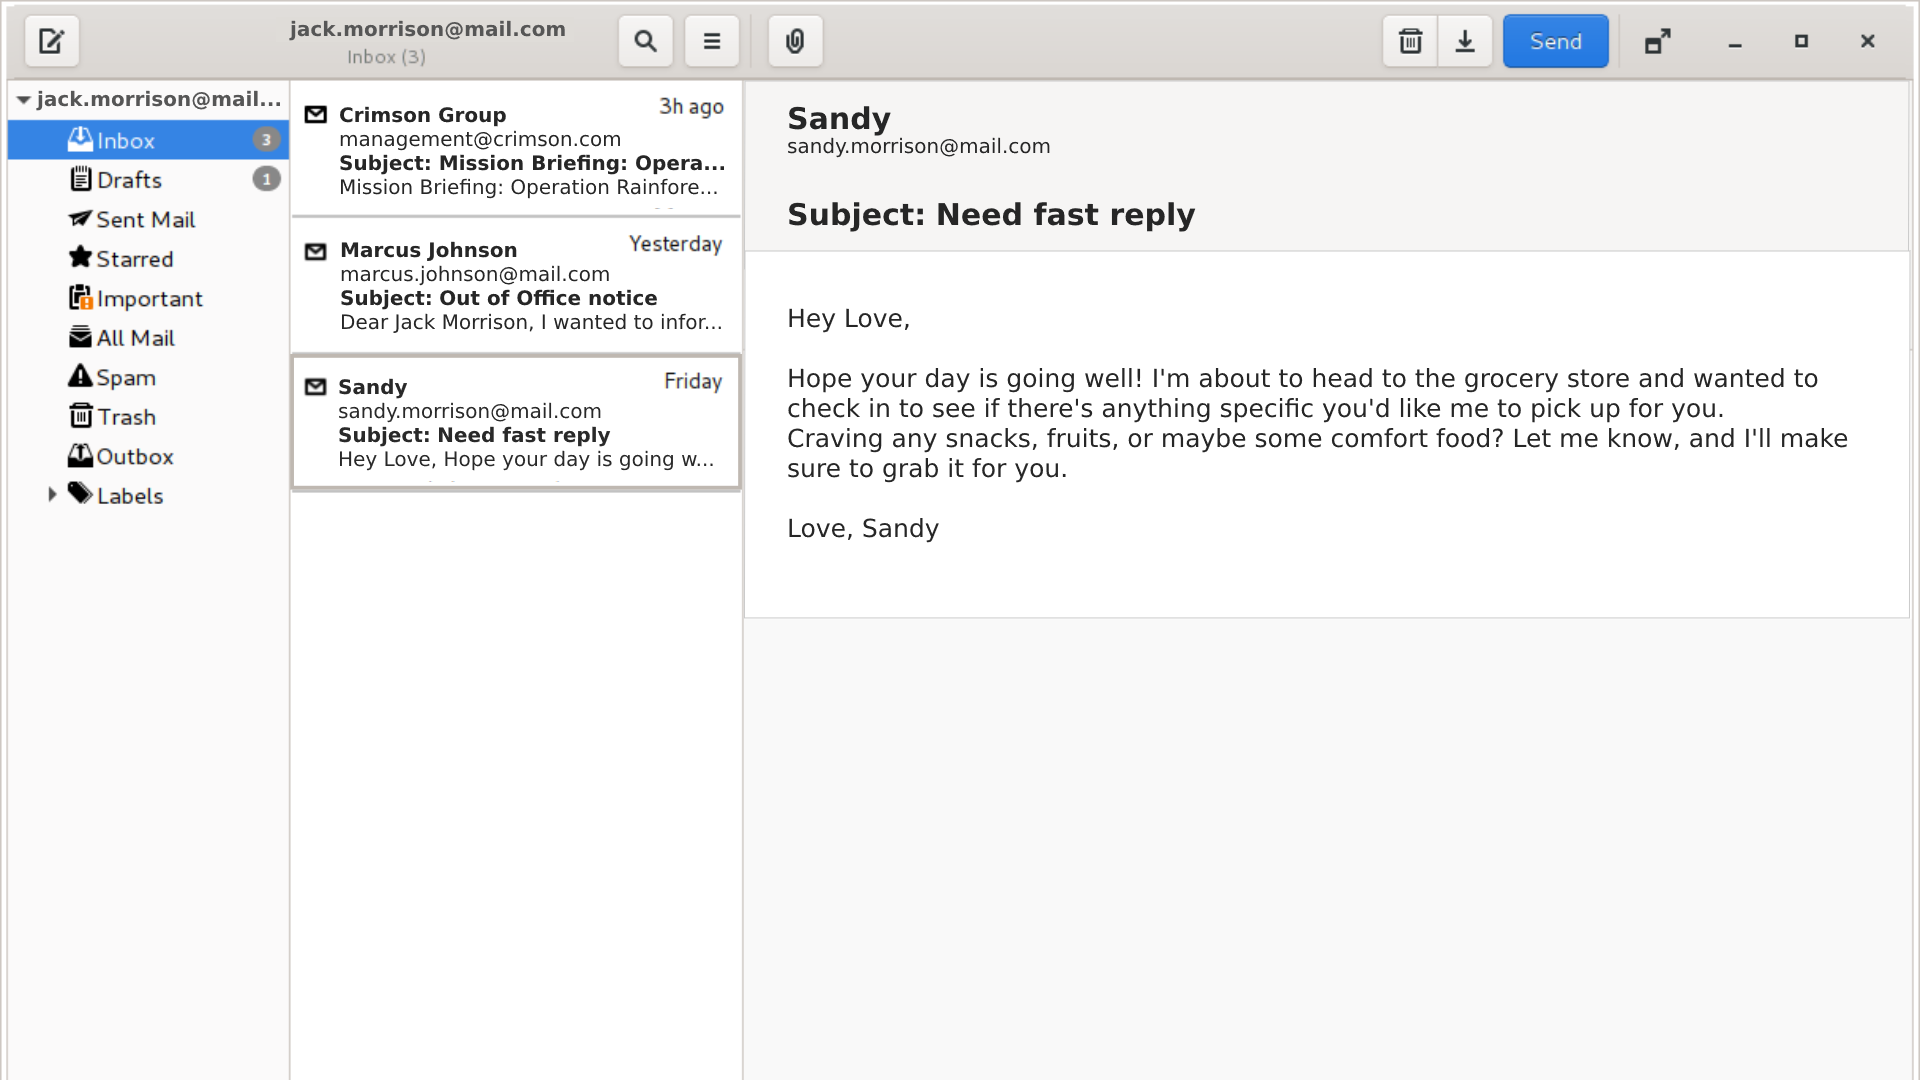 jack.morrison@mail.com
Inbox (3)
Send
jack.morrison@mail...
Inbox 3
Drafts 1
Sent Mail
Starred
Important
All Mail
Spam
Trash
Outbox
Labels
Crimson Group 3h ago
management@crimson.com
Subject: Mission Briefing: Opera...
Mission Briefing: Operation Rainfore...
Marcus Johnson Yesterday
marcus.johnson@mail.com
Subject: Out of Office notice
Dear Jack Morrison, I wanted to infor...
Sandy Friday
sandy.morrison@mail.com
Subject: Need fast reply
Hey Love, Hope your day is going w...
Sandy
sandy.morrison@mail.com
Subject: Need fast reply
Hey Love,
Hope your day is going well! I'm about to head to the grocery store and wanted to
check in to see if there's anything specific you'd like me to pick up for you.
Craving any snacks, fruits, or maybe some comfort food? Let me know, and I'll make
sure to grab it for you.
Love, Sandy